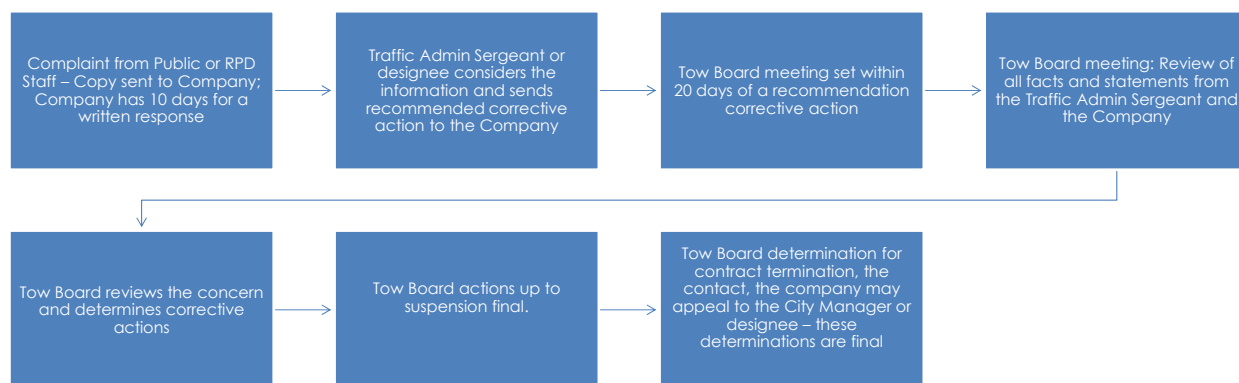 Complaint from Public or RPD
Staff – Copy sent to Company;
Company has 10 days for a
written response
Traffic Admin Sergeant or
designee considers the
information and sends
recommended corrective
action to the Company
Tow Board meeting set within
20 days of a recommendation
corrective action
Tow Board meeting: Review of
all facts and statements from
the Traffic Admin Sergeant and
the Company
Tow Board reviews the concern
and determines corrective
actions
Tow Board actions up to
suspension final.
Tow Board determination for
contract termination, the
contact, the company may
appeal to the City Manager or
designee – these
determinations are final